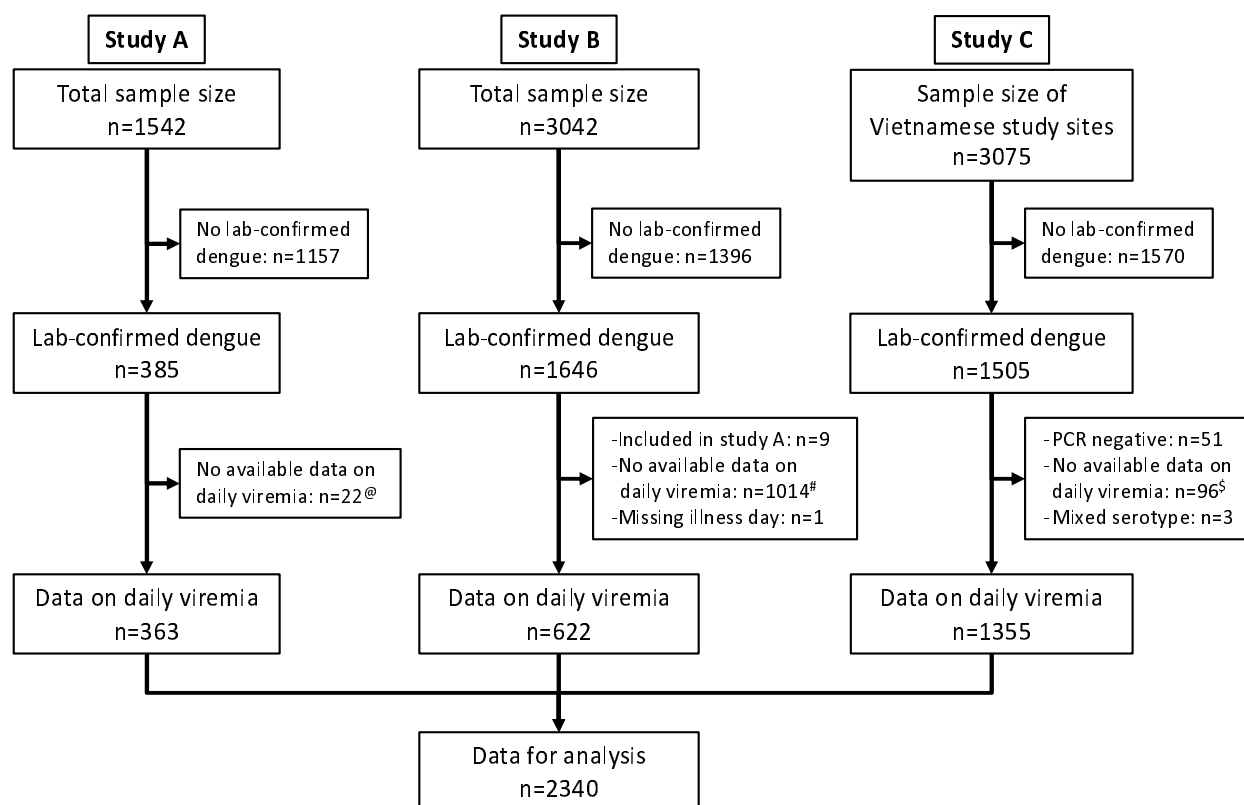 Study A
Total sample size
n=1542
No lab-confirmed
dengue: n=1157
Lab-confirmed dengue
n=385
No available data on
daily viremia: n=22@
Data on daily viremia
n=363
Study B
Total sample size
n=3042
No lab-confirmed
dengue: n=1396
Lab-confirmed dengue
n=1646
-Included in study A: n=9
-No available data on
daily viremia: n=1014#
-Missing illness day: n=1
Data on daily viremia
n=622
Study C
Sample size of
Vietnamese study sites
n=3075
No lab-confirmed
dengue: n=1570
Lab-confirmed dengue
n=1505
-PCR negative: n=51
-No available data on
daily viremia: n=96$
-Mixed serotype: n=3
Data on daily viremia
n=1355
Data for analysis
n=2340